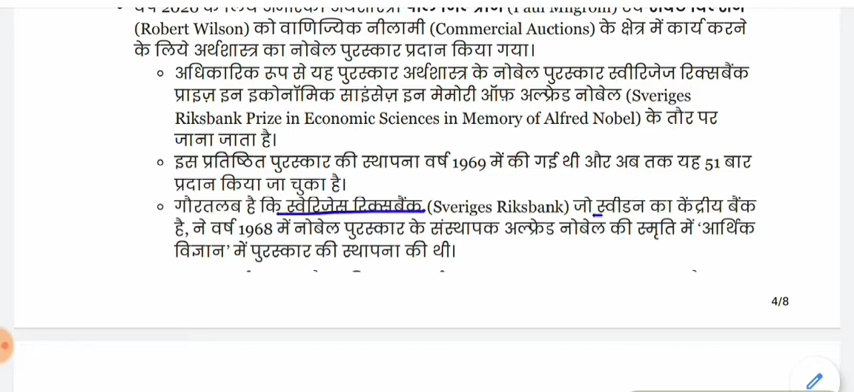 (Robert Wilson) को वाणिज्यिक नीलामी (Commercial Auctions) के क्षेत्र में कार्य करने
के लिये अर्थशास्त्र का नोबेल पुरस्कार प्रदान किया गया।
○ अधिकारिक रूप से यह पुरस्कार अर्थशास्त्र के नोबेल पुरस्कार स्वीरिजेज रिक्सबैंक
प्राइज़ इन इकोनॉमिक साइंसेज़ इन मेमोरी ऑफ़ अल्फ्रेड नोबेल (Sveriges
Riksbank Prize in Economic Sciences in Memory of Alfred Nobel) के तौर पर
जाना जाता है।
○ इस प्रतिष्ठित पुरस्कार की स्थापना वर्ष 1969 में की गई थी और अब तक यह 51 बार
प्रदान किया जा चुका है।
○ गौरतलब है कि स्वेरिजेस रिक्सबैंक (Sveriges Riksbank) जो स्वीडन का केंद्रीय बैंक
है, ने वर्ष 1968 में नोबेल पुरस्कार के संस्थापक अल्फ्रेड नोबेल की स्मृति में ‘आर्थिक
विज्ञान’ में पुरस्कार की स्थापना की थी।
4/8